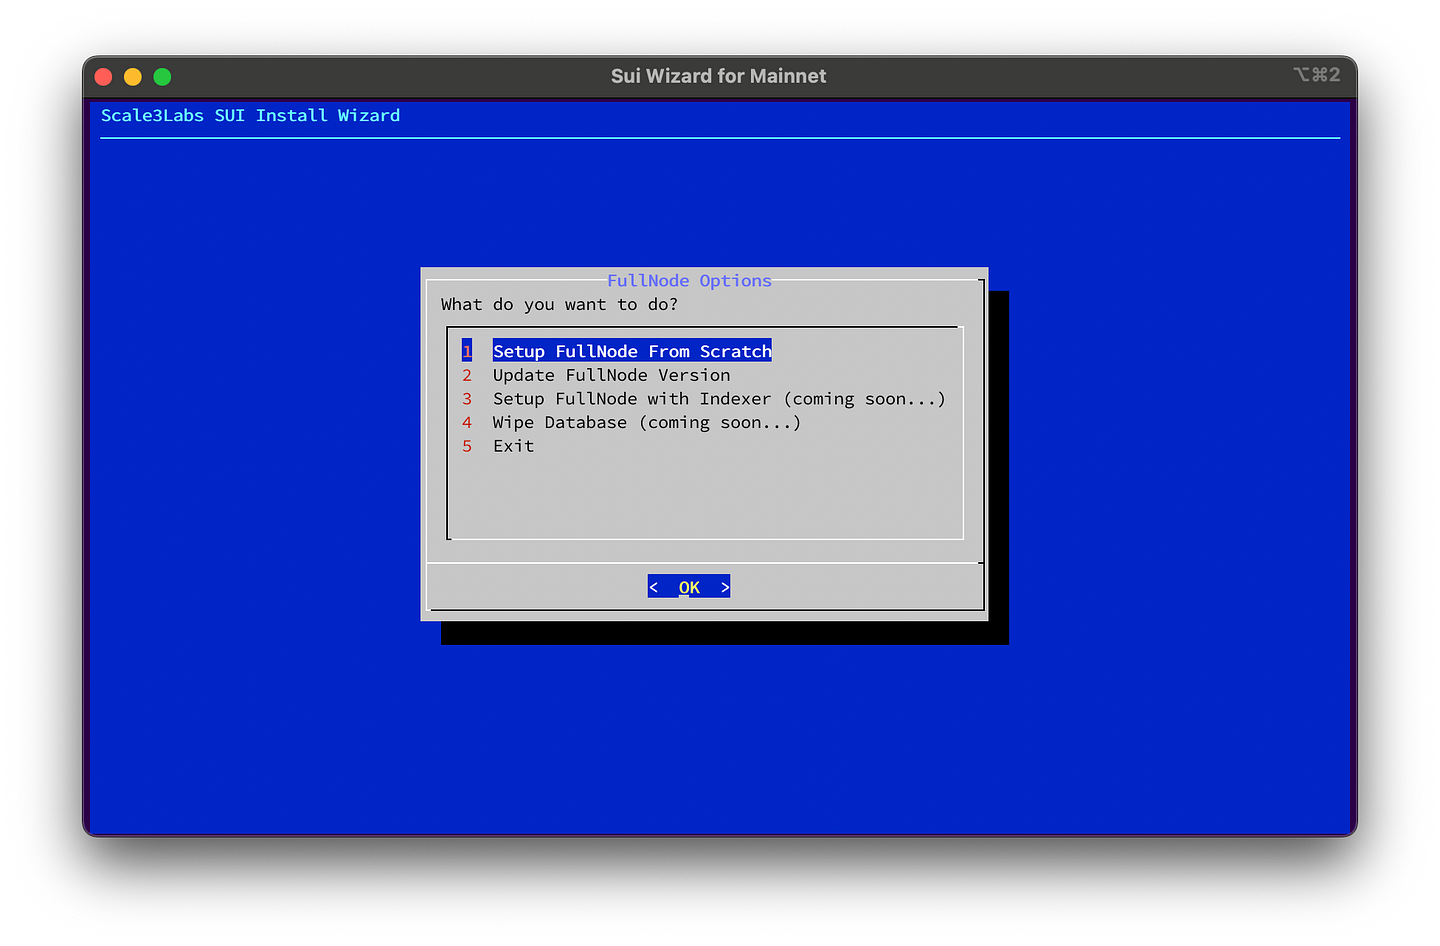 Sui Wizard for Mainnet
⌥⌘2
Scale3Labs SUI Install Wizard
FullNode Options
What do you want to do?
1 Setup FullNode From Scratch
2 Update FullNode Version
3 Setup FullNode with Indexer (coming soon...)
4 Wipe Database (coming soon...)
5 Exit
< OK >